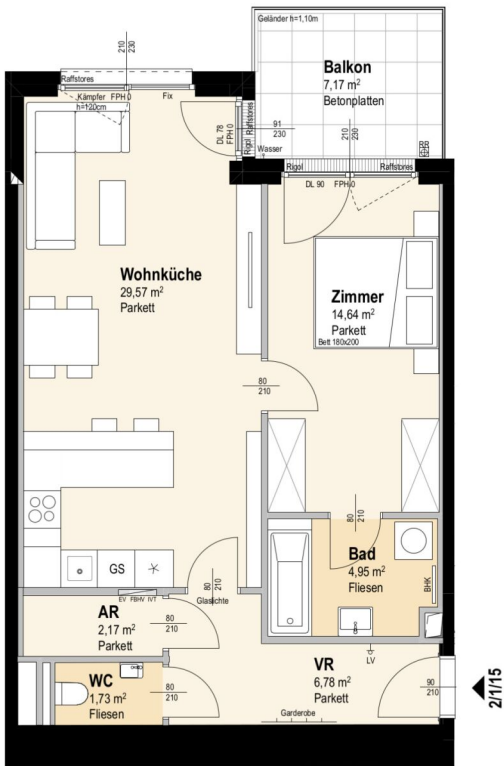 Geländer h=1,10m
210
230
Balkon
7,17 m²
Betonplatten
Raffstores
Kämpfer FPH 0
h=120cm
Fix
DL 78
FPH 0
Rigol Raffstores
91
230
210
230
Wasser
Rigol
Raffstores
DL 90 FPH 0
Wohnküche
29,57 m²
Parkett
Zimmer
14,64 m²
Parkett
Bett 180x200
80
210
80
210
GS
Bad
4,95 m²
Fliesen
BHK
80
210
Glaslichte
EV FBHV IVT
AR
2,17 m²
Parkett
80
210
LV
VR
6,78 m²
Parkett
90
210
2/1/15
WC
1,73 m²
Fliesen
80
210
Garderobe